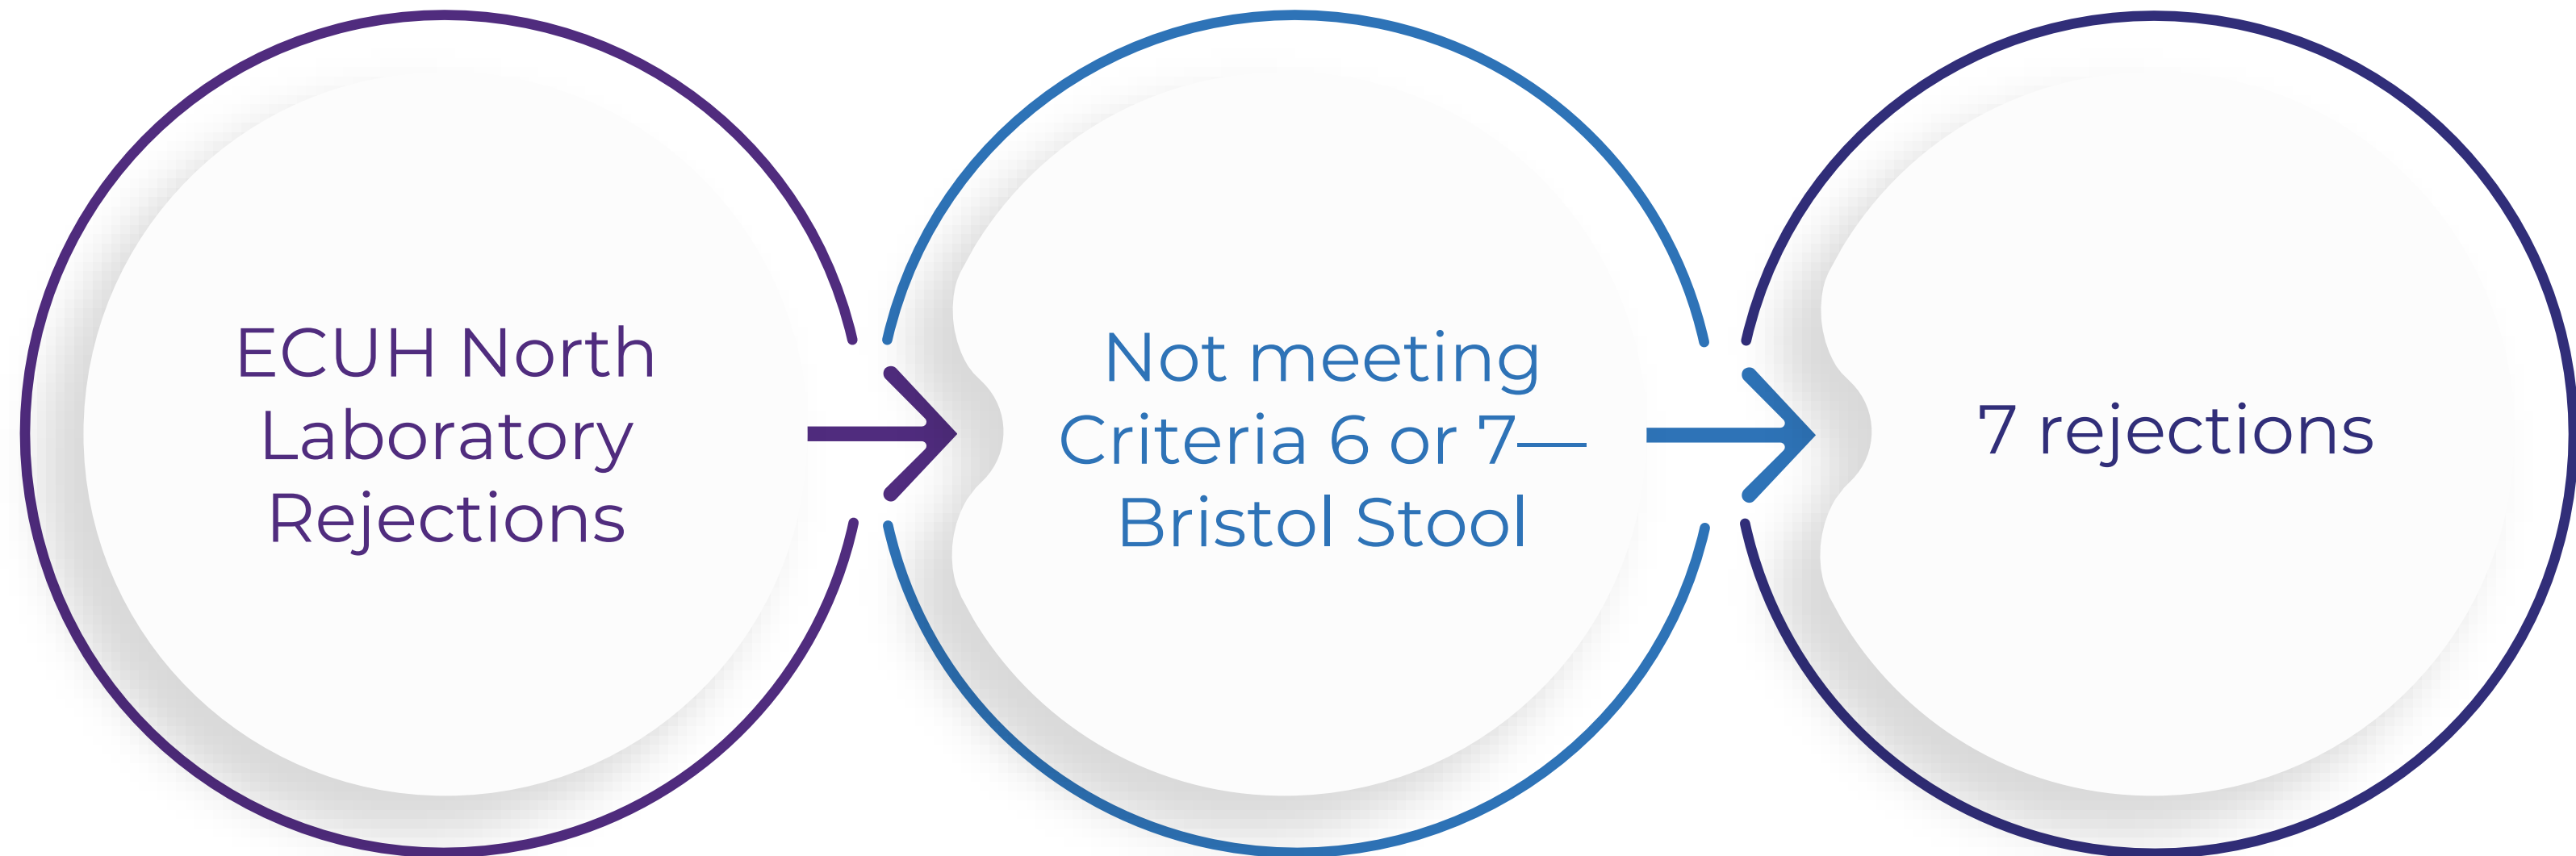 ECUH North
Laboratory
Rejections
Not meeting
Criteria 6 or 7—
Bristol Stool
7 rejections